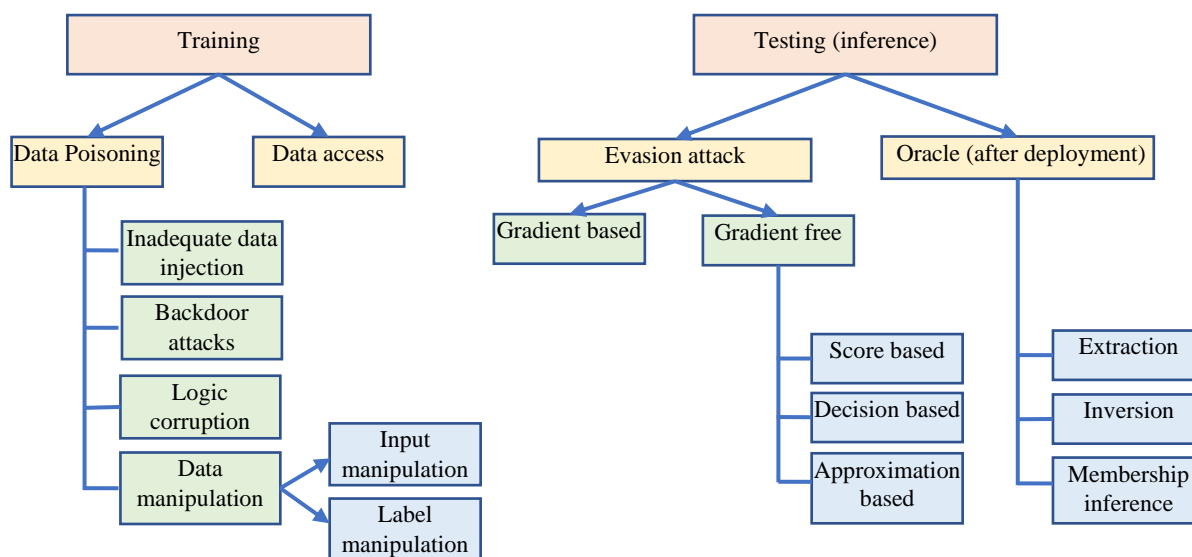 Training
Testing (inference)
Data Poisoning
Data access
Evasion attack
Oracle (after deployment)
Gradient based
Gradient free
Inadequate data
injection
Backdoor
attacks
Logic
corruption
Data
manipulation
Input
manipulation
Label
manipulation
Score based
Decision based
Approximation
based
Extraction
Inversion
Membership
inference